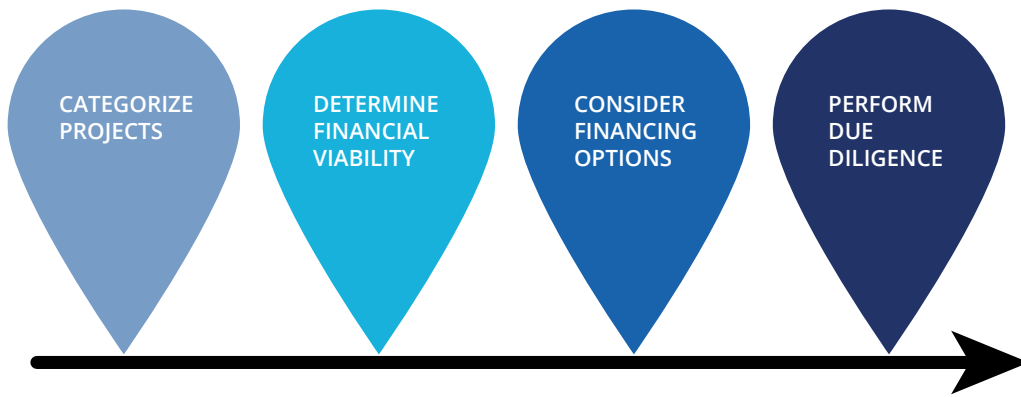 CATEGORIZE
PROJECTS
DETERMINE
FINANCIAL
VIABILITY
CONSIDER
FINANCING
OPTIONS
PERFORM
DUE
DILIGENCE